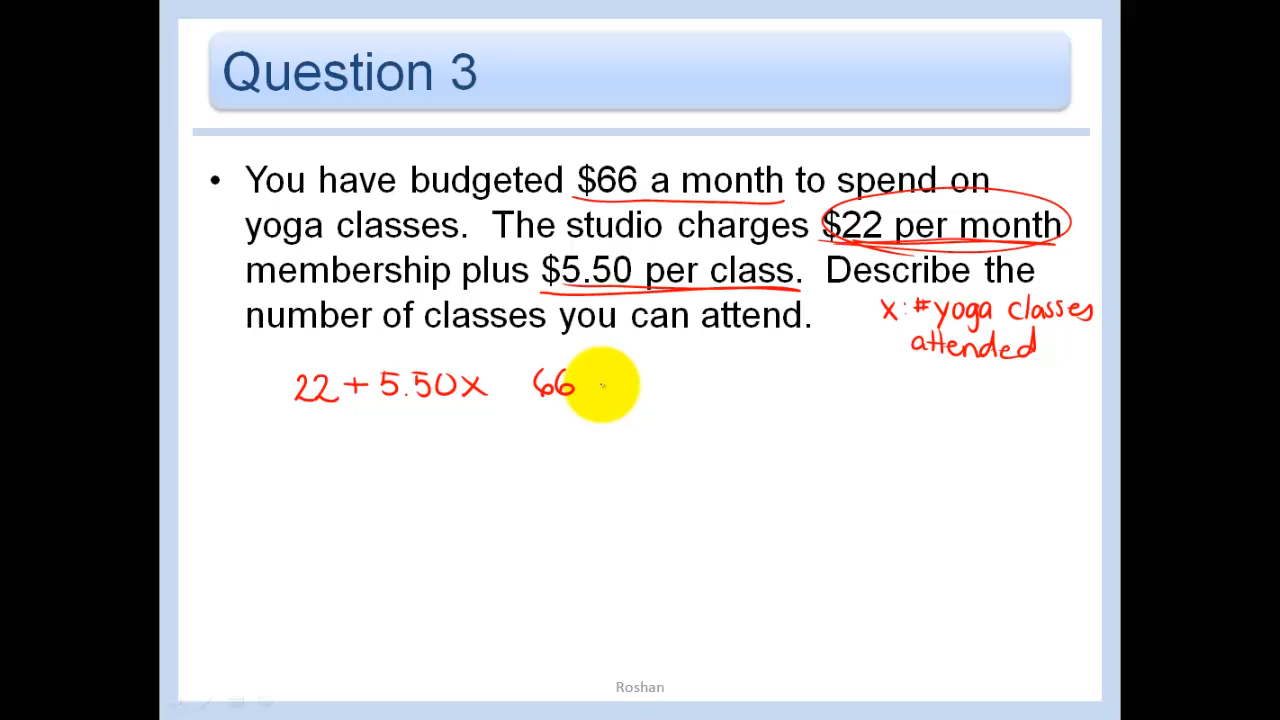 Question 3
• You have budgeted $66 a month to spend on
yoga classes. The studio charges $22 per month
membership plus $5.50 per class. Describe the
number of classes you can attend.
x: # yoga classes
attended
22 + 5.50x 66
Roshan